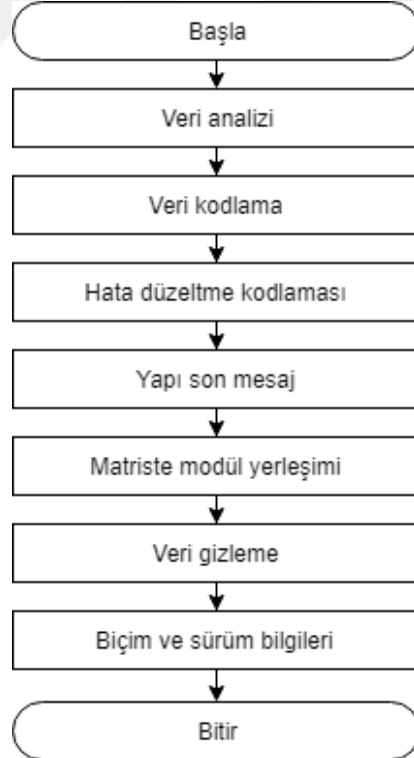 Başla
Veri analizi
Veri kodlama
Hata düzeltme kodlaması
Yapı son mesaj
Matriste modül yerleşimi
Veri gizleme
Biçim ve sürüm bilgileri
Bitir